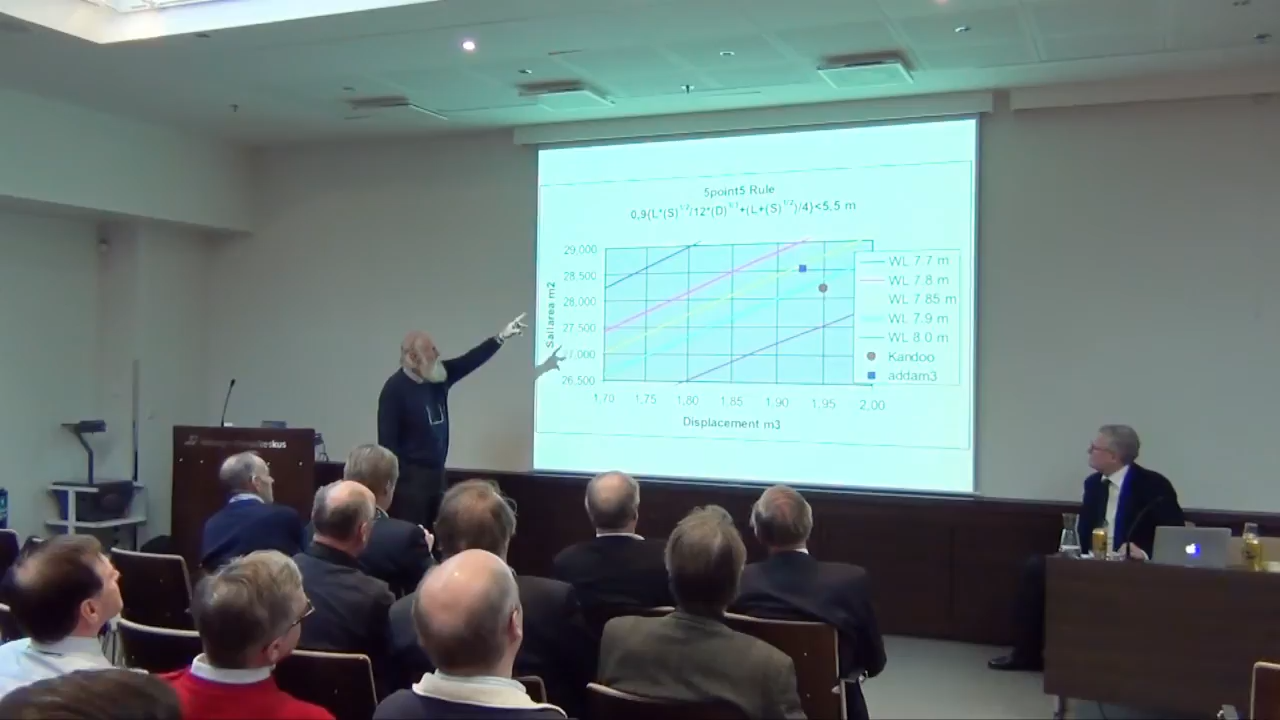 5point5 Rule
0,9{L*(S)^1/2/12*(D)^1/3+(L+(S)^1/2)/4}<5,5 m
Sailarea m2
29,000
28,500
28,000
27,500
27,000
26,500
1,70 1,75 1,80 1,85 1,90 1,95 2,00
Displacement m3
WL 7.7 m
WL 7.8 m
WL 7.85 m
WL 7.9 m
WL 8.0 m
Kandoo
addam3